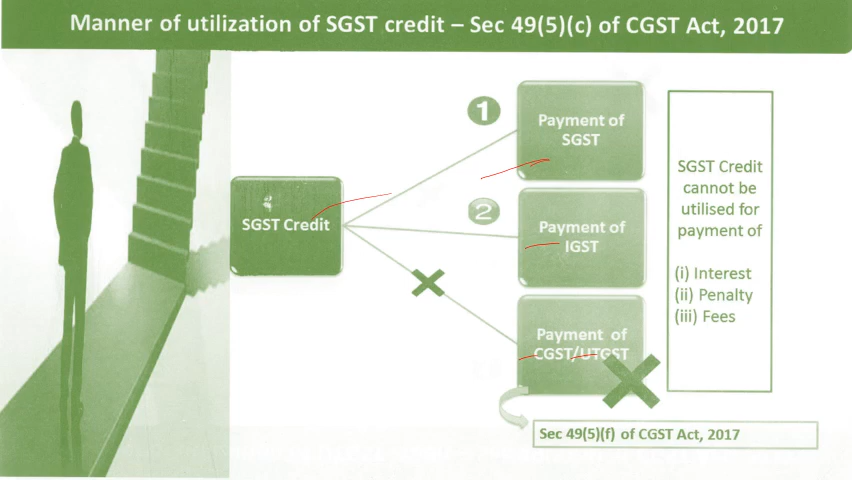 Manner of utilization of SGST credit – Sec 49(5)(c) of CGST Act, 2017
SGST Credit
1
Payment of
SGST
2
Payment of
IGST
Payment of
CGST/UTGST
Sec 49(5)(f) of CGST Act, 2017
SGST Credit
cannot be
utilised for
payment of
(i) Interest
(ii) Penalty
(iii) Fees